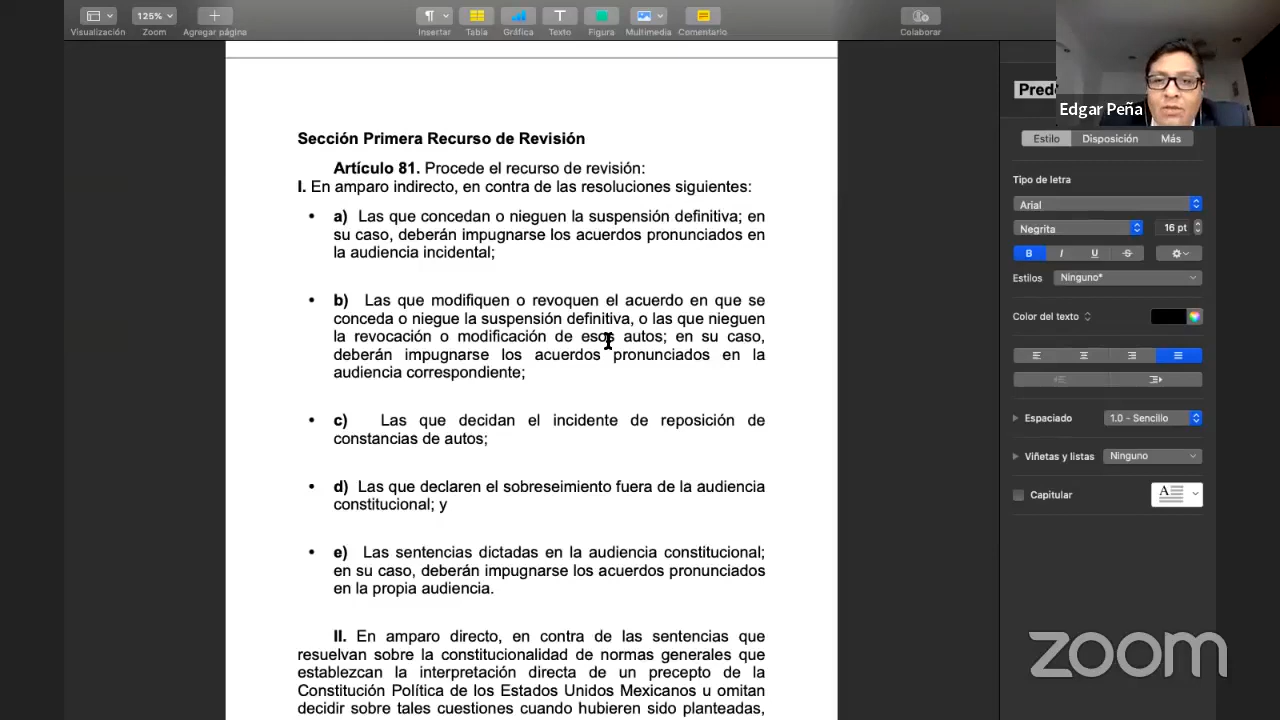 125%
Visualización
Zoom
Agregar página
Insertar
Tabla
Gráfica
Texto
Figura
Multimedia
Comentario
Colaborar
Edgar Peña
Sección Primera Recurso de Revisión
Artículo 81. Procede el recurso de revisión:
I. En amparo indirecto, en contra de las resoluciones siguientes:
• a) Las que concedan o nieguen la suspensión definitiva; en
su caso, deberán impugnarse los acuerdos pronunciados en
la audiencia incidental;
• b) Las que modifiquen o revoquen el acuerdo en que se
conceda o niegue la suspensión definitiva, o las que nieguen
la revocación o modificación de esos autos; en su caso,
deberán impugnarse los acuerdos pronunciados en la
audiencia correspondiente;
• c) Las que decidan el incidente de reposición de
constancias de autos;
• d) Las que declaren el sobreseimiento fuera de la audiencia
constitucional; y
• e) Las sentencias dictadas en la audiencia constitucional;
en su caso, deberán impugnarse los acuerdos pronunciados
en la propia audiencia.
II. En amparo directo, en contra de las sentencias que
resuelvan sobre la constitucionalidad de normas generales que
establezcan la interpretación directa de un precepto de la
Constitución Política de los Estados Unidos Mexicanos u omitan
decidir sobre tales cuestiones cuando hubieren sido planteadas,
Estilo
Disposición
Más
Tipo de letra
Arial
Negrita
16 pt
B I U S
Estilos
Ninguno*
Color del texto
Espaciado
1.0 - Sencillo
Viñetas y listas
Ninguno
Capitular
A
zoom